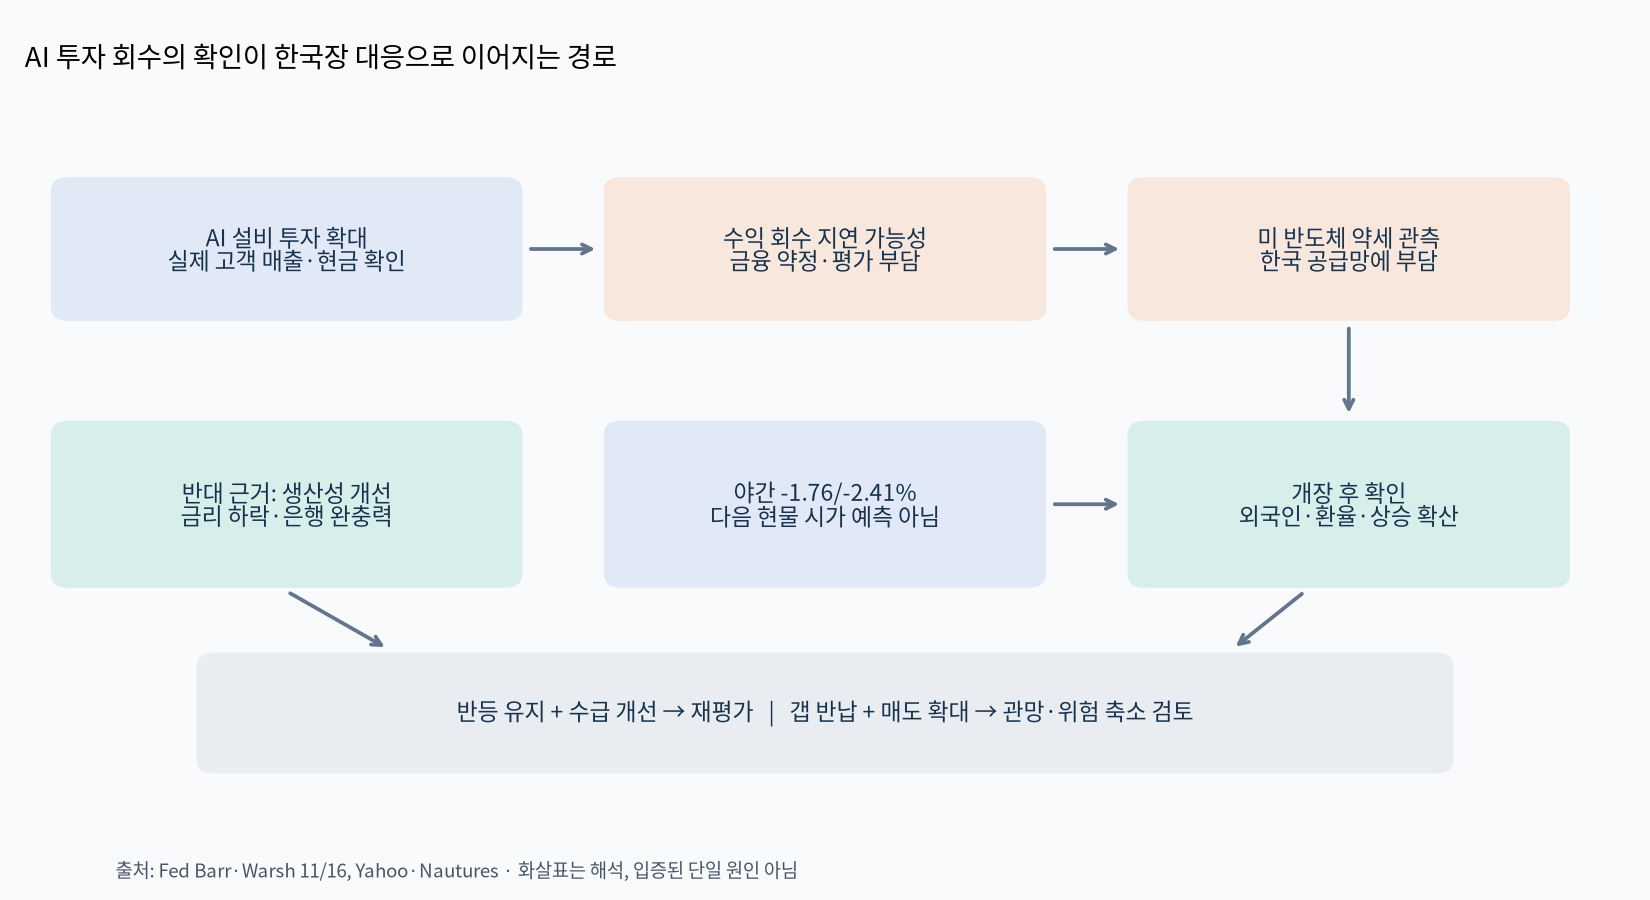 AI 투자 회수의 확인이 한국장 대응으로 이어지는 경로
AI 설비 투자 확대
실제 고객 매출·현금 확인
수익 회수 지연 가능성
금융 약정·평가 부담
미 반도체 약세 관측
한국 공급망에 부담
반대 근거: 생산성 개선
금리 하락·은행 완충력
야간 -1.76/-2.41%
다음 현물 시가 예측 아님
개장 후 확인
외국인·환율·상승 확산
반등 유지 + 수급 개선 → 재평가 | 갭 반납 + 매도 확대 → 관망·위험 축소 검토
출처: Fed Barr·Warsh 11/16, Yahoo·Nautures · 화살표는 해석, 입증된 단일 원인 아님